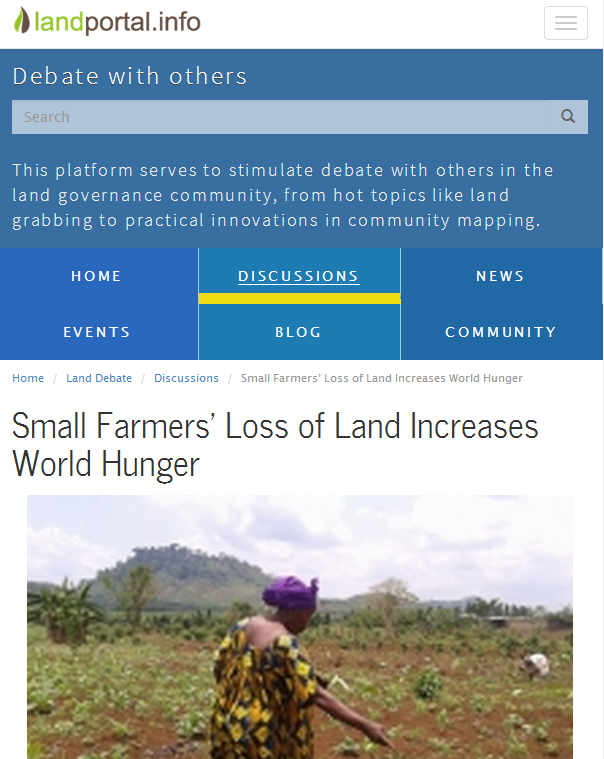 landportal.info
Debate with others
Search
This platform serves to stimulate debate with others in the
land governance community, from hot topics like land
grabbing to practical innovations in community mapping.
HOME
DISCUSSIONS
NEWS
EVENTS
BLOG
COMMUNITY
Home / Land Debate / Discussions / Small Farmers' Loss of Land Increases World Hunger
Small Farmers’ Loss of Land Increases
World Hunger